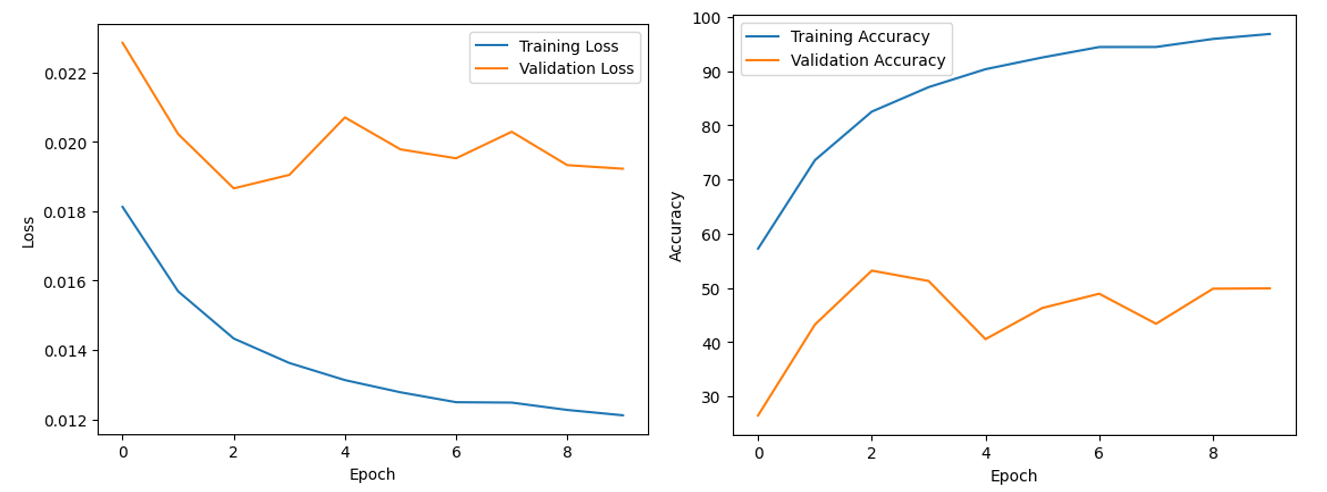 Training Loss
Validation Loss
0.022
0.020
0.018
0.016
0.014
0.012
Loss
0 2 4 6 8
Epoch
Training Accuracy
Validation Accuracy
100
90
80
70
60
50
40
30
Accuracy
0 2 4 6 8
Epoch